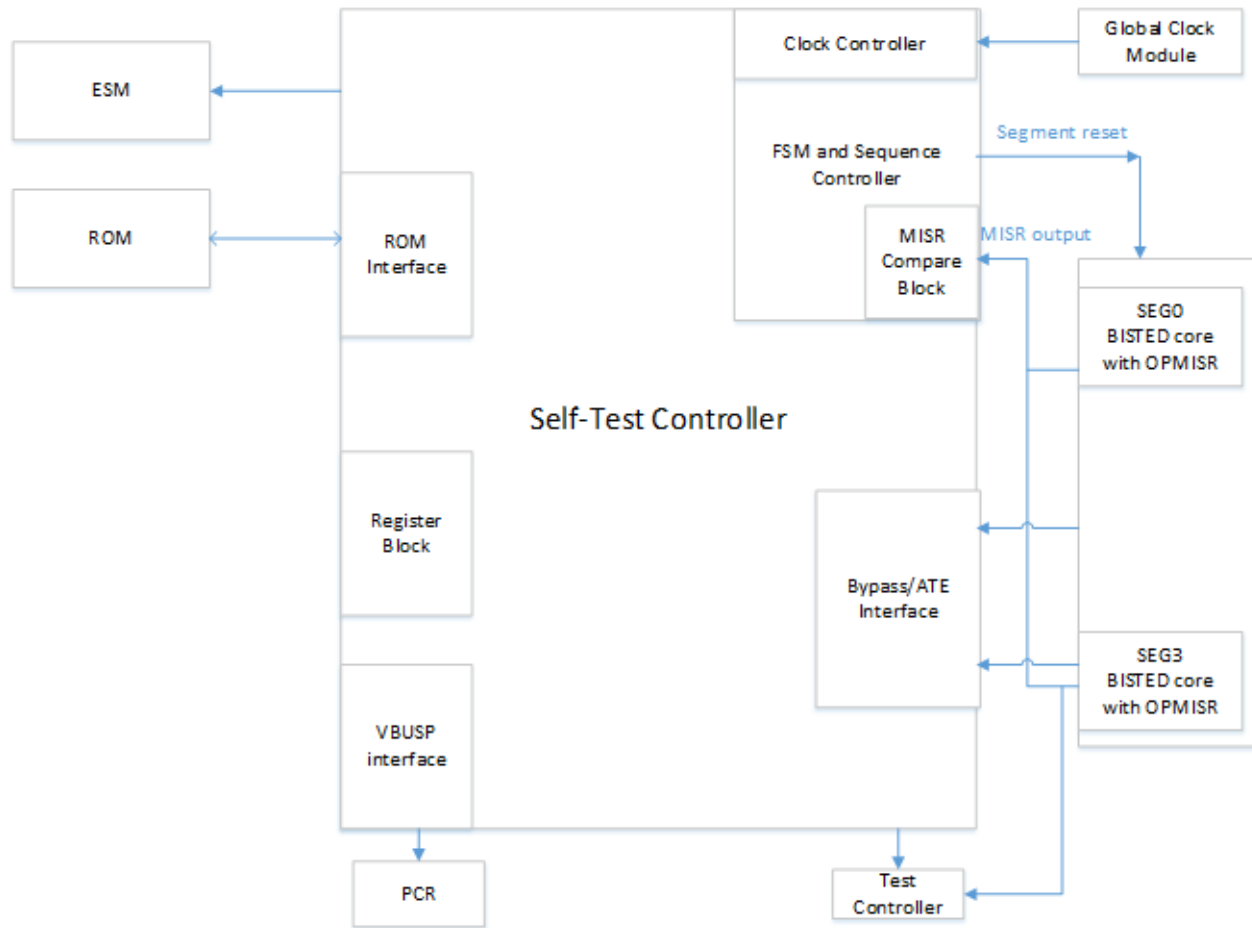 Clock Controller
Global Clock
Module
ESM
Segment reset
FSM and Sequence
Controller
ROM
ROM
Interface
MISR
Compare
Block
MISR output
SEG0
BISTED core
with OPMISR
Self-Test Controller
Register
Block
Bypass/ATE
Interface
SEG3
BISTED core
with OPMISR
VBUSP
interface
PCR
Test
Controller